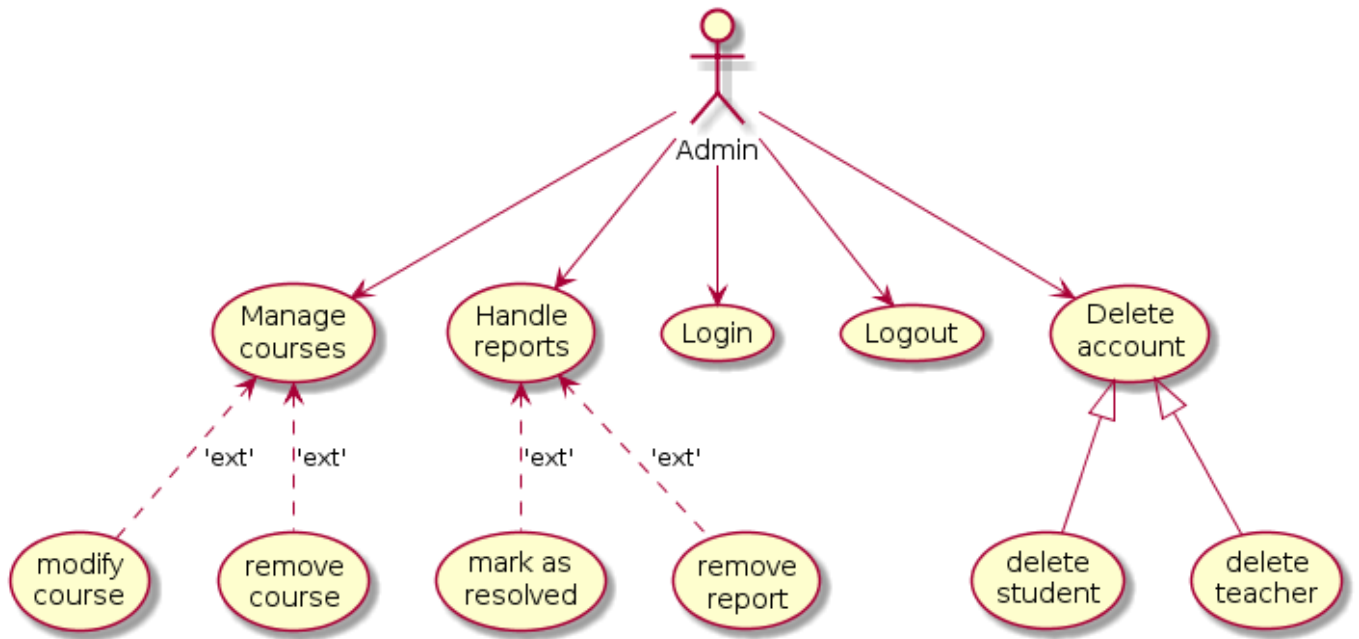 Admin
Manage
courses
Handle
reports
Login
Logout
Delete
account
'ext'
'ext'
'ext'
'ext'
modify
course
remove
course
mark as
resolved
remove
report
delete
student
delete
teacher